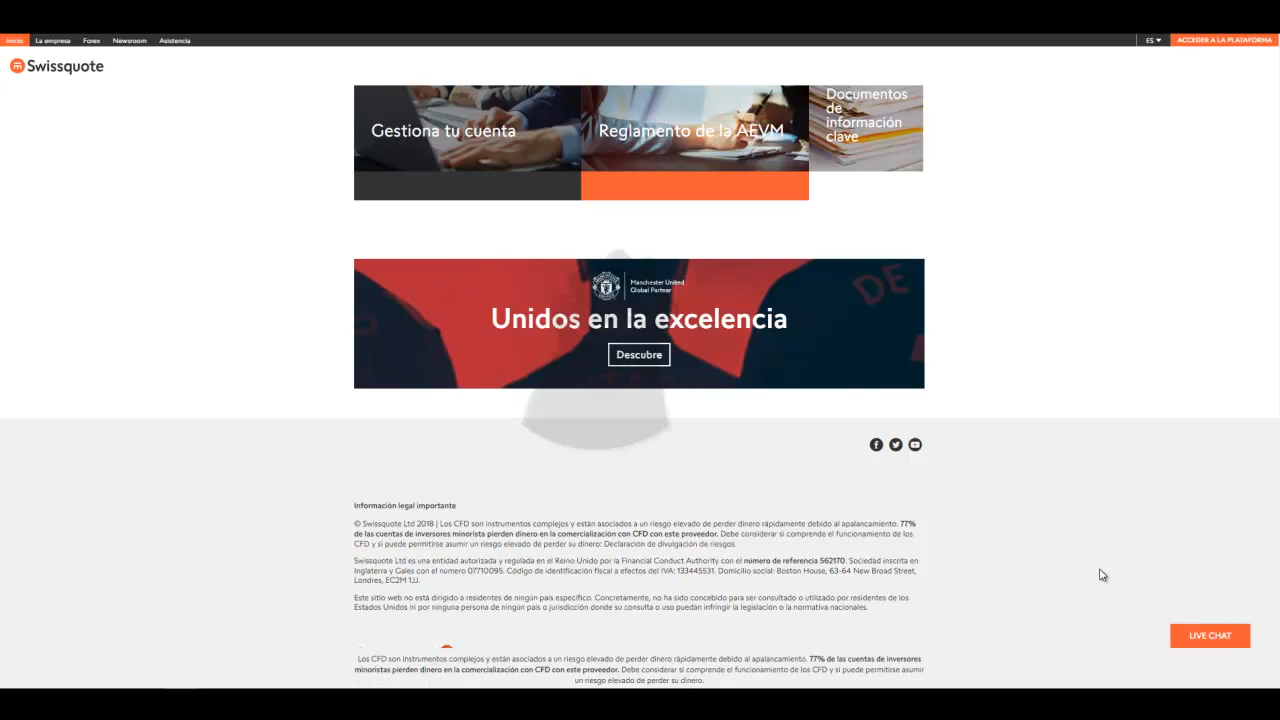 Inicio La empresa Forex Newsroom Asistencia ES ACCEDER A LA PLATAFORMA
Swissquote
Gestiona tu cuenta
Reglamento de la AEVM
Documentos
de
información
clave
Manchester United
Global Partner
Unidos en la excelencia
Descubre
DE
Información legal importante
© Swissquote Ltd 2018 | Los CFD son instrumentos complejos y están asociados a un riesgo elevado de perder dinero rápidamente debido al apalancamiento. 77%
de las cuentas de inversores minorista pierden dinero en la comercialización con CFD con este proveedor. Debe considerar si comprende el funcionamiento de los
CFD y si puede permitirse asumir un riesgo elevado de perder su dinero: Declaración de divulgación de riesgos.
Swissquote Ltd es una entidad autorizada y regulada en el Reino Unido por la Financial Conduct Authority con el número de referencia 562170. Sociedad inscrita en
Inglaterra y Gales con el número 07710095. Código de identificación fiscal a efectos del IVA: 133445531. Domicilio social: Boston House, 63-64 New Broad Street,
Londres, EC2M 1JJ.
Este sitio web no está dirigido a residentes de ningún país específico. Concretamente, no ha sido concebido para ser consultado o utilizado por residentes de los
Estados Unidos ni por ninguna persona de ningún país o jurisdicción donde su consulta o uso puedan infringir la legislación o la normativa nacionales.
LIVE CHAT
Los CFD son instrumentos complejos y están asociados a un riesgo elevado de perder dinero rápidamente debido al apalancamiento. 77% de las cuentas de inversores
minoristas pierden dinero en la comercialización con CFD con este proveedor. Debe considerar si comprende el funcionamiento de los CFD y si puede permitirse asumir
un riesgo elevado de perder su dinero.